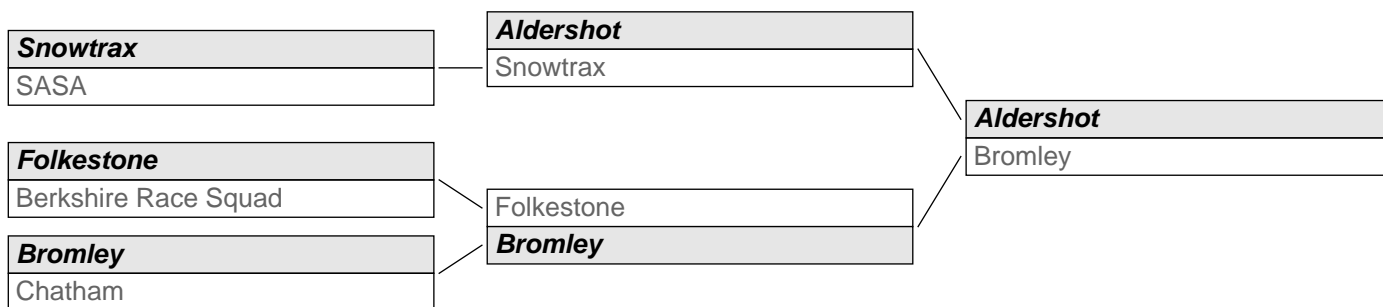 Snowtrax
SASA
Folkestone
Berkshire Race Squad
Bromley
Chatham
Aldershot
Snowtrax
Folkestone
Bromley
Aldershot
Bromley